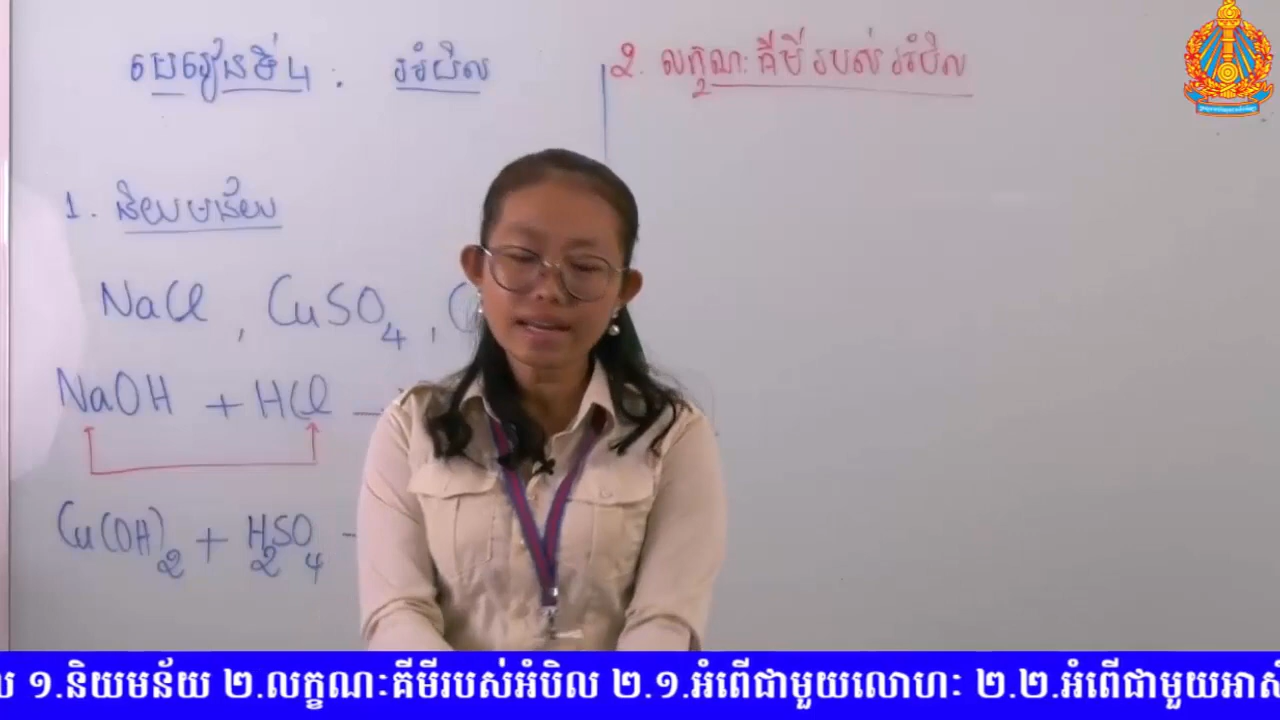 មេរៀនទី4 : អំបិល
2. លក្ខណៈគីមីរបស់អំបិល
1. និយមន័យ
NaCl , CuSO4 , C
NaOH + HCl —
Cu(OH)2 + H2SO4 —
១.និយមន័យ ២.លក្ខណៈគីមីរបស់អំបិល ២.១.អំពើជាមួយលោហៈ ២.២.អំពើជាមួយអាស៊